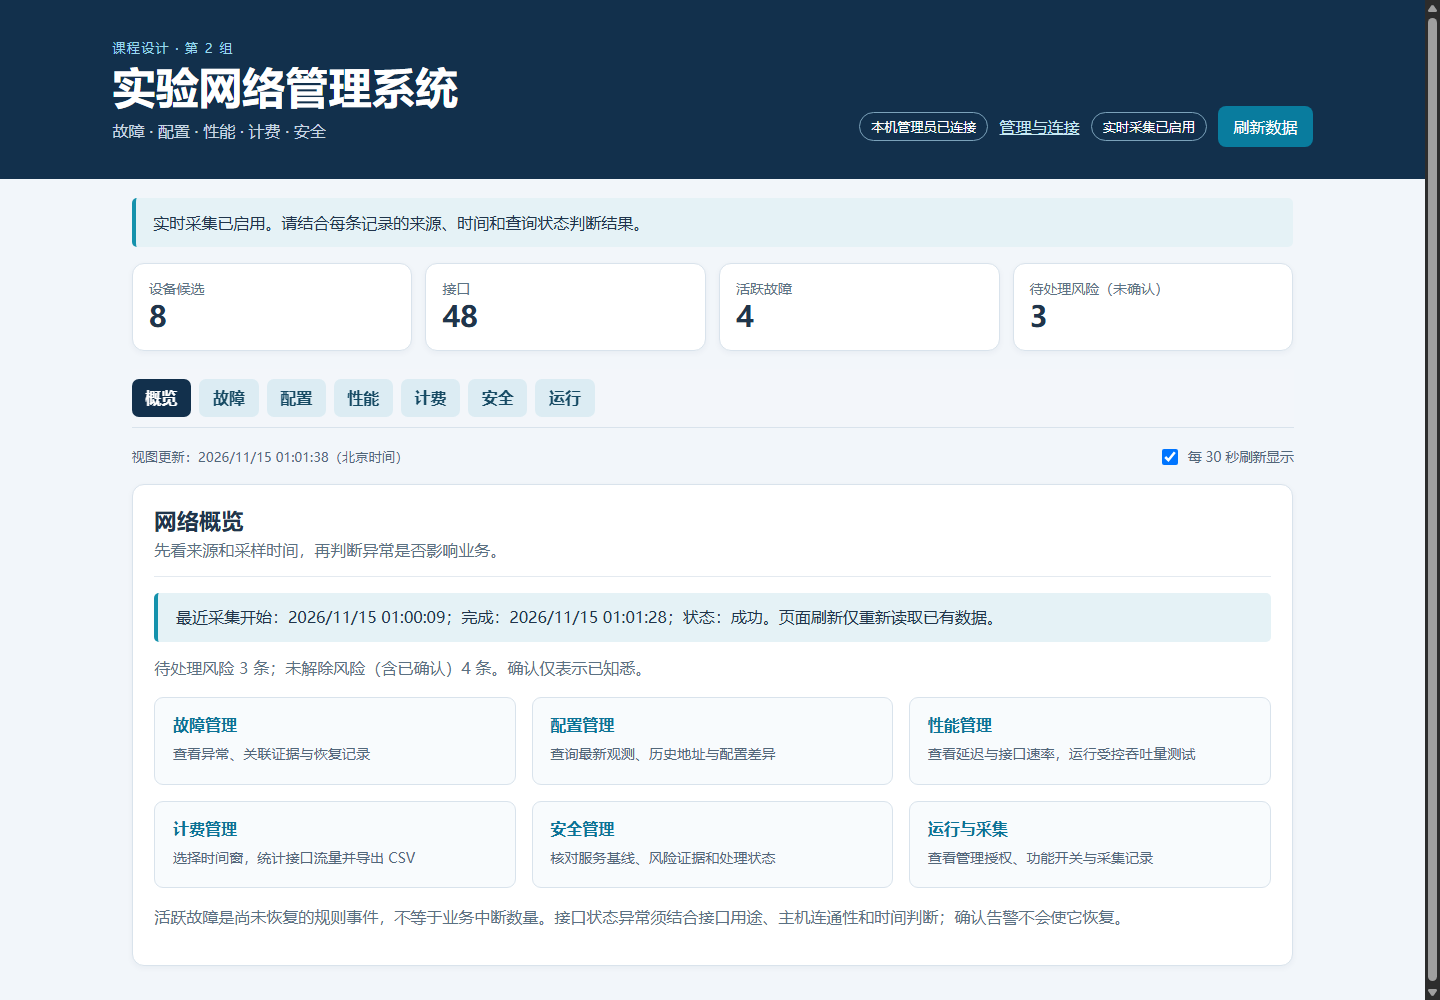 课程设计 · 第 2 组
实验网络管理系统
故障 · 配置 · 性能 · 计费 · 安全
本机管理员已连接
管理与连接
实时采集已启用
刷新数据
实时采集已启用。请结合每条记录的来源、时间和查询状态判断结果。
设备候选
8
接口
48
活跃故障
4
待处理风险（未确认）
3
概览
故障
配置
性能
计费
安全
运行
视图更新：2026/11/15 01:01:38（北京时间）
每 30 秒刷新显示
网络概览
先看来源和采样时间，再判断异常是否影响业务。
最近采集开始：2026/11/15 01:00:09；完成：2026/11/15 01:01:28；状态：成功。页面刷新仅重新读取已有数据。
待处理风险 3 条；未解除风险（含已确认）4 条。确认仅表示已知悉。
故障管理
查看异常、关联证据与恢复记录
配置管理
查询最新观测、历史地址与配置差异
性能管理
查看延迟与接口速率，运行受控吞吐量测试
计费管理
选择时间窗，统计接口流量并导出 CSV
安全管理
核对服务基线、风险证据和处理状态
运行与采集
查看管理授权、功能开关与采集记录
活跃故障是尚未恢复的规则事件，不等于业务中断数量。接口状态异常须结合接口用途、主机连通性和时间判断；确认告警不会使它恢复。